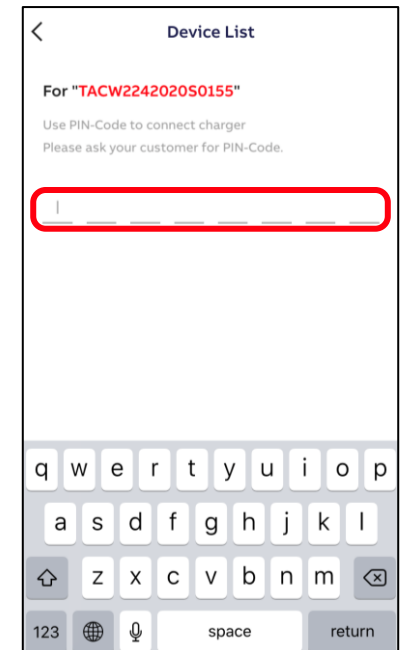 Device List
For "TACW2242020S0155"
Use PIN-Code to connect charger
Please ask your customer for PIN-Code.
q w e r t y u i o p
a s d f g h j k l
z x c v b n m
123 space return